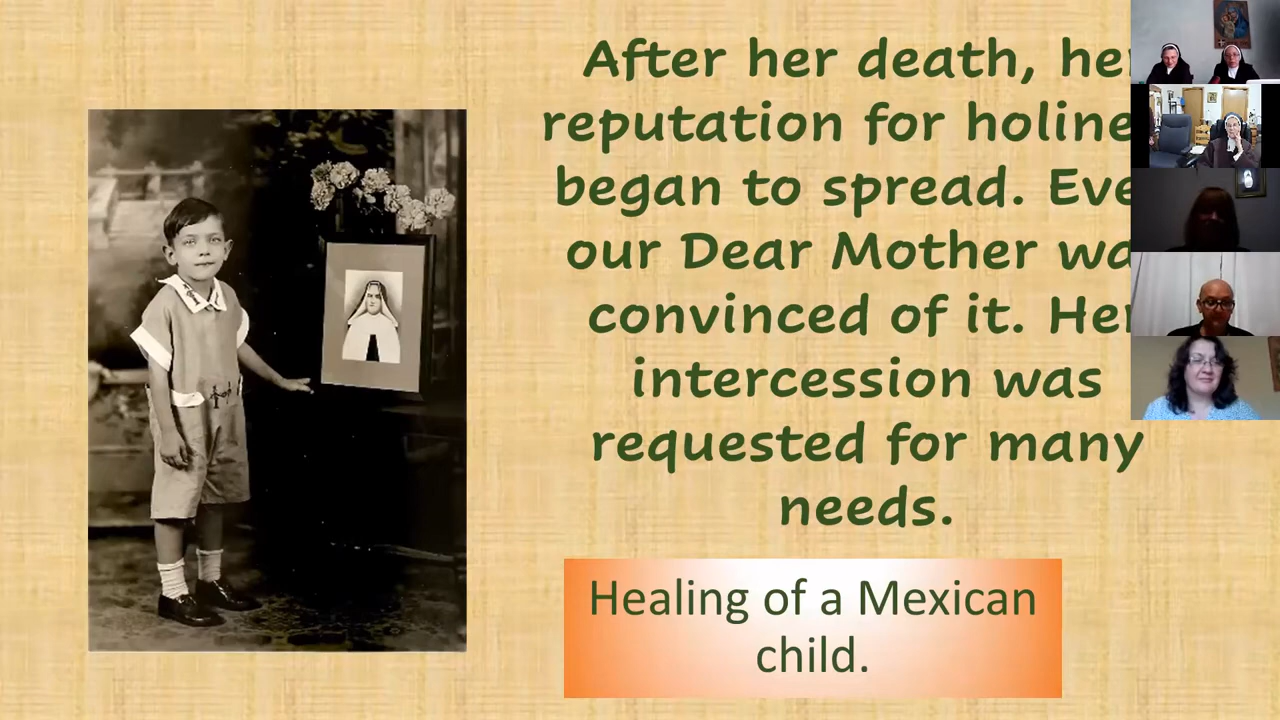 After her death, her
reputation for holine
began to spread. Eve
our Dear Mother wa
convinced of it. Her
intercession was
requested for many
needs.
Healing of a Mexican
child.